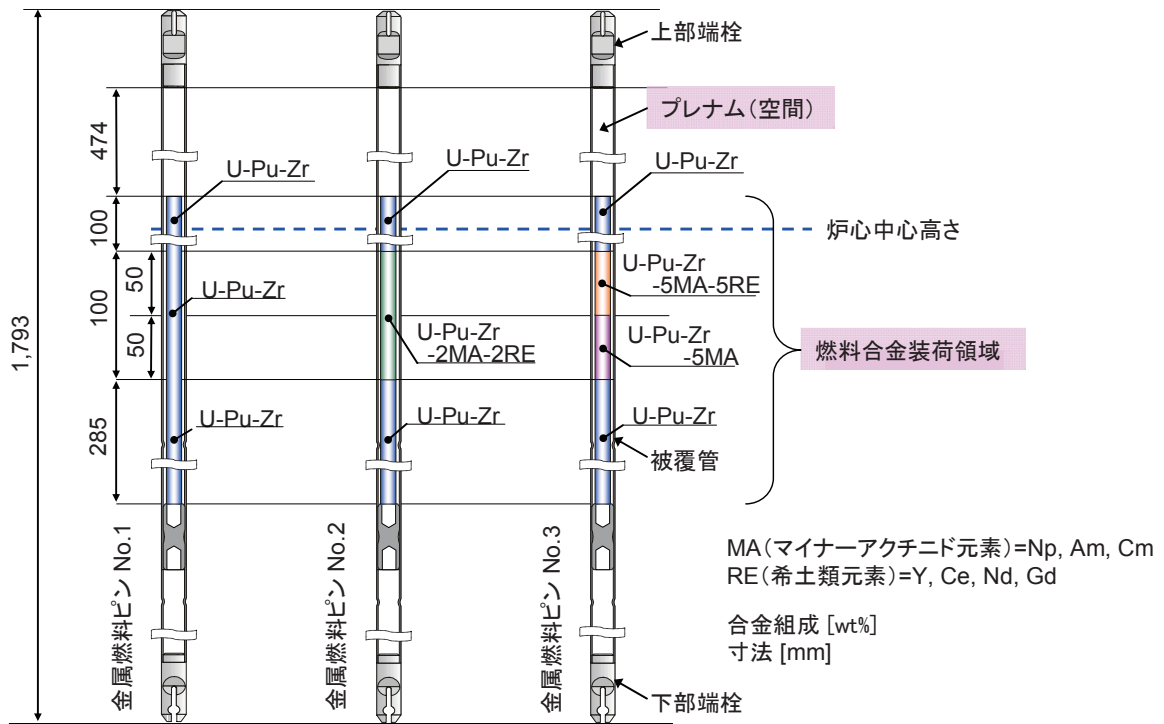 上部端栓
プレナム（空間）
474
U-Pu-Zr
U-Pu-Zr
U-Pu-Zr
100
炉心中心高さ
1,793
100
50
50
U-Pu-Zr
U-Pu-Zr
-2MA-2RE
U-Pu-Zr
-5MA-5RE
U-Pu-Zr
-5MA
燃料合金装荷領域
285
U-Pu-Zr
U-Pu-Zr
U-Pu-Zr
被覆管
金属燃料ピン No.1
金属燃料ピン No.2
金属燃料ピン No.3
MA（マイナーアクチニド元素）=Np, Am, Cm
RE（希土類元素）=Y, Ce, Nd, Gd
合金組成 [wt%]
寸法 [mm]
下部端栓